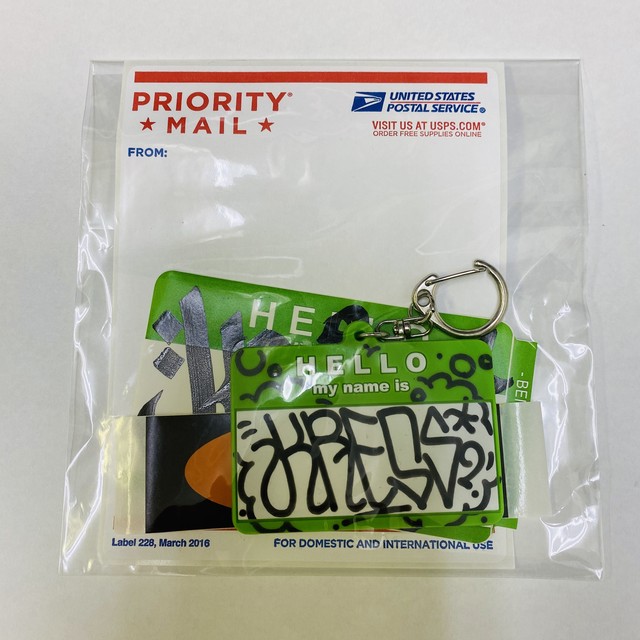 PRIORITY®
★ MAIL ★
UNITED STATES
POSTAL SERVICE®
VISIT US AT USPS.COM®
ORDER FREE SUPPLIES ONLINE
FROM:
HELLO
my name is
Label 228, March 2016
FOR DOMESTIC AND INTERNATIONAL USE